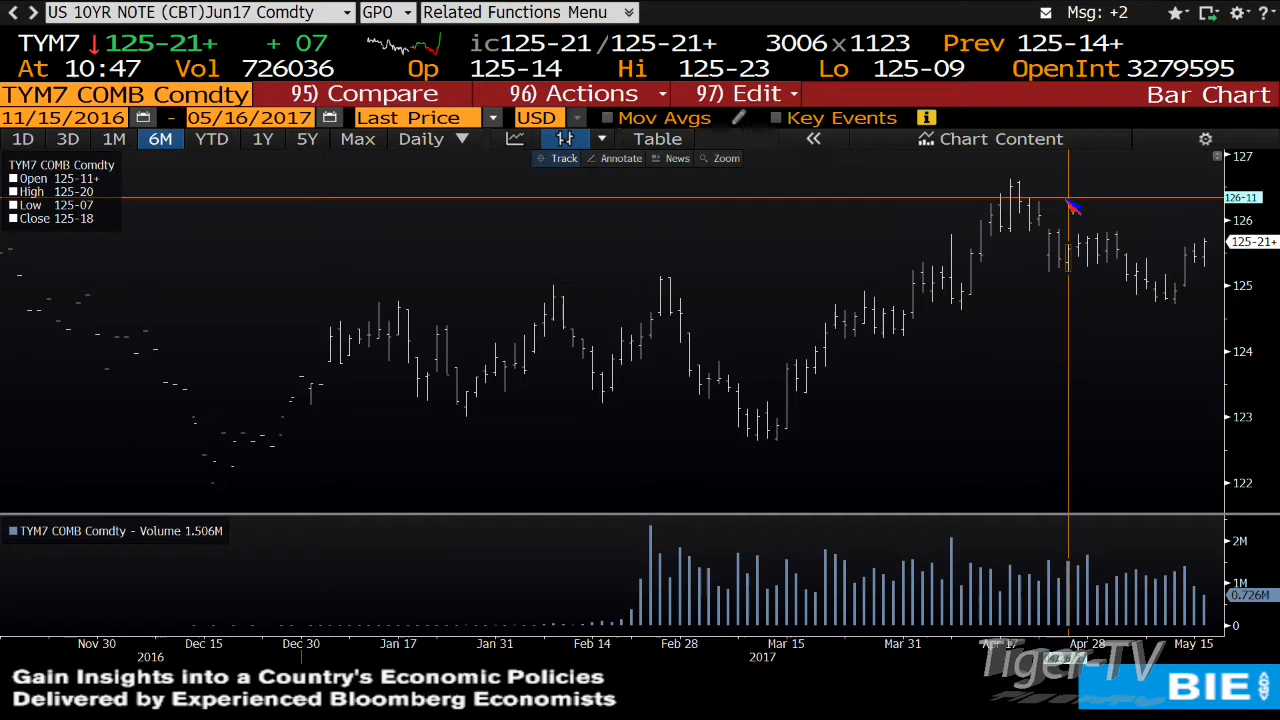 US 10YR NOTE (CBT)Jun17 Comdty GPO Related Functions Menu Msg: +2 ?
TYM7 ↓125-21+ + 07 ic125-21 /125-21+ 3006x1123 Prev 125-14+
At 10:47 Vol 726036 Op 125-14 Hi 125-23 Lo 125-09 OpenInt 3279595
TYM7 COMB Comdty 95) Compare 96) Actions 97) Edit Bar Chart
11/15/2016 - 05/16/2017 Last Price USD Mov Avgs Key Events i
1D 3D 1M 6M YTD 1Y 5Y Max Daily Table Chart Content
Track Annotate News Zoom
TYM7 COMB Comdty
Open 125-11+
High 125-20
Low 125-07
Close 125-18
127
126-11
126
125-21+
125
124
123
122
TYM7 COMB Comdty - Volume 1.506M
2M
1M
0.726M
0
Nov 30 Dec 15 Dec 30 Jan 17 Jan 31 Feb 14 Feb 28 Mar 15 Mar 31 Apr 17 Apr 28 May 15
2016 2017
Tiger-TV
Gain Insights into a Country's Economic Policies
Delivered by Experienced Bloomberg Economists
BIE